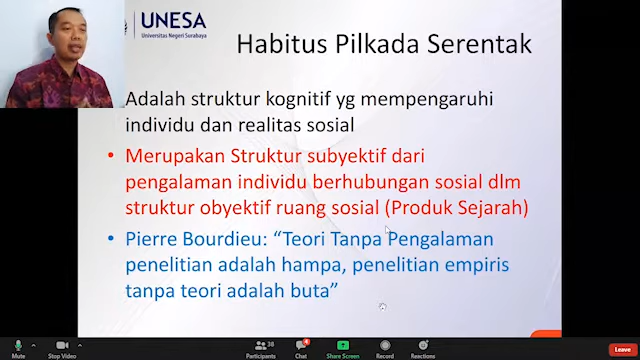 UNESA
Universitas Negeri Surabaya
Habitus Pilkada Serentak
Adalah struktur kognitif yg mempengaruhi
individu dan realitas sosial
• Merupakan Struktur subyektif dari
pengalaman individu berhubungan sosial dlm
struktur obyektif ruang sosial (Produk Sejarah)
• Pierre Bourdieu: “Teori Tanpa Pengalaman
penelitian adalah hampa, penelitian empiris
tanpa teori adalah buta”
Mute
Stop Video
Participants
38
Chat
4
Share Screen
Record
Reactions
Leave